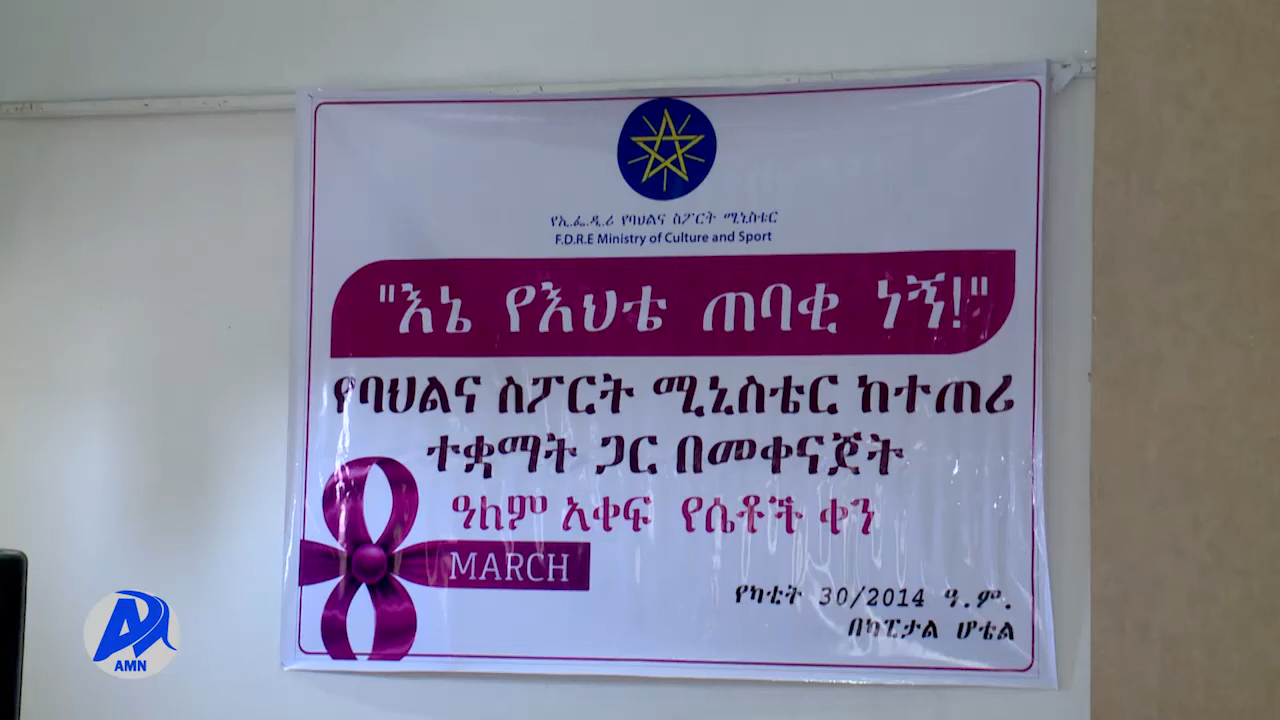 የኢ.ፌ.ዲ.ሪ የባህልና ስፖርት ሚኒስቴር
F.D.R.E Ministry of Culture and Sport
"እኔ የእህቴ ጠባቂ ነኝ!"
የባህልና ስፖርት ሚኒስቴር ከተጠሪ
ተቋማት ጋር በመቀናጀት
ዓለም አቀፍ የሴቶች ቀን
8 MARCH
የካቲት 30/2014 ዓ.ም.
በካፒታል ሆቴል
AMN